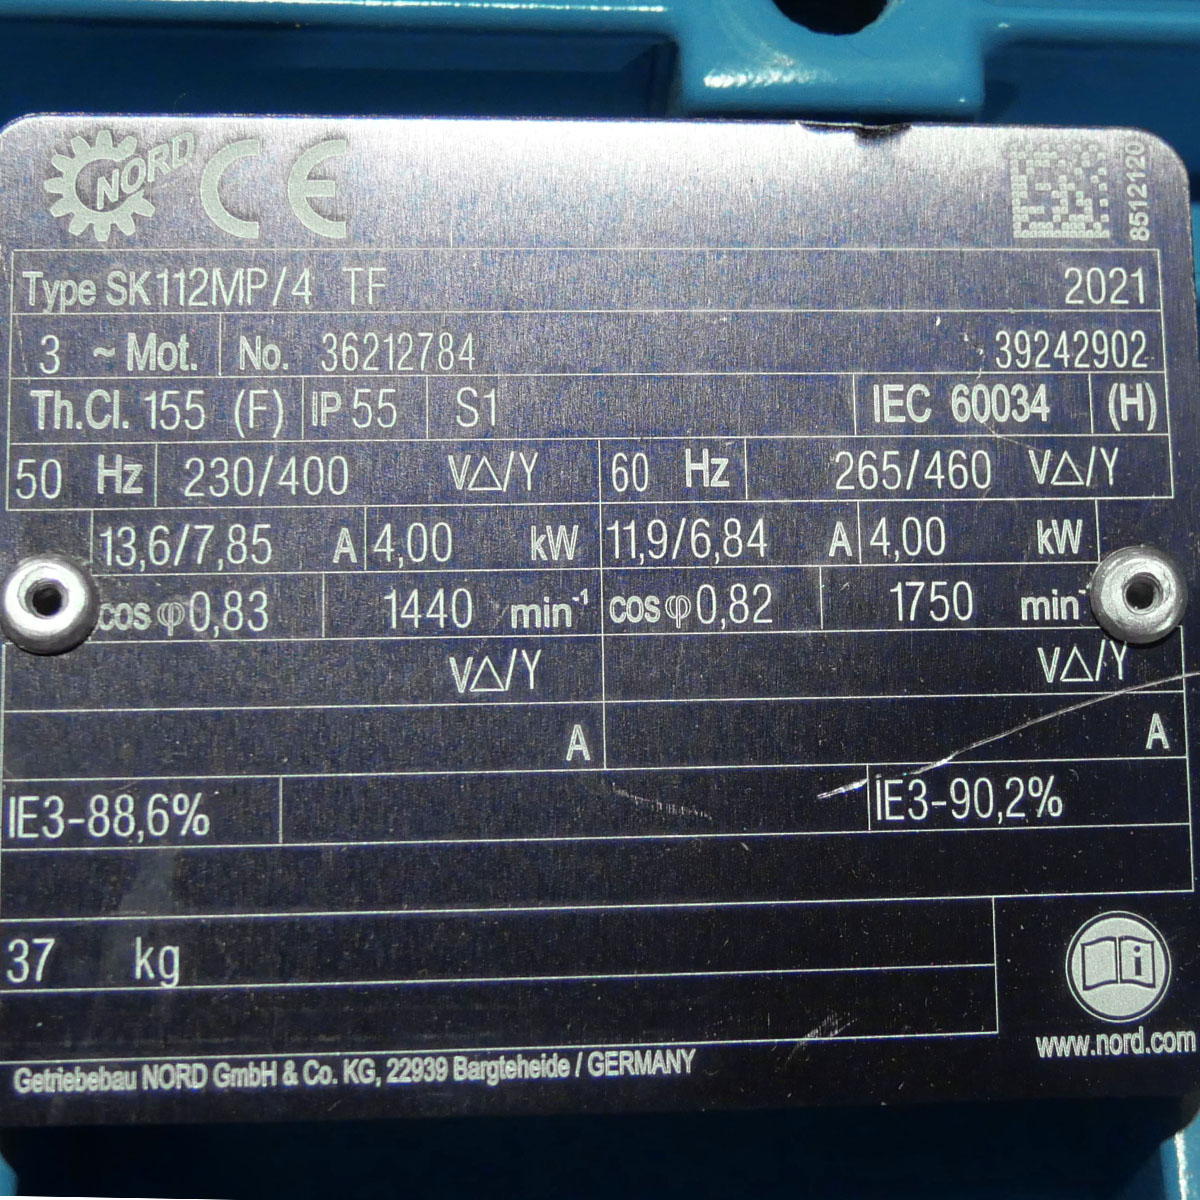 NORD CE 8512120
Type SK112MP/4 TF 2021
3 ~ Mot. No. 36212784 39242902
Th.Cl. 155 (F) IP 55 S1 IEC 60034 (H)
50 Hz 230/400 V△/Y 60 Hz 265/460 V△/Y
13,6/7,85 A 4,00 kW 11,9/6,84 A 4,00 kW
cos φ 0,83 1440 min⁻¹ cos φ 0,82 1750 min⁻
V△/Y V△/Y
A A
IE3-88,6% IE3-90,2%
37 kg
i
www.nord.com
Getriebebau NORD GmbH & Co. KG, 22939 Bargteheide / GERMANY